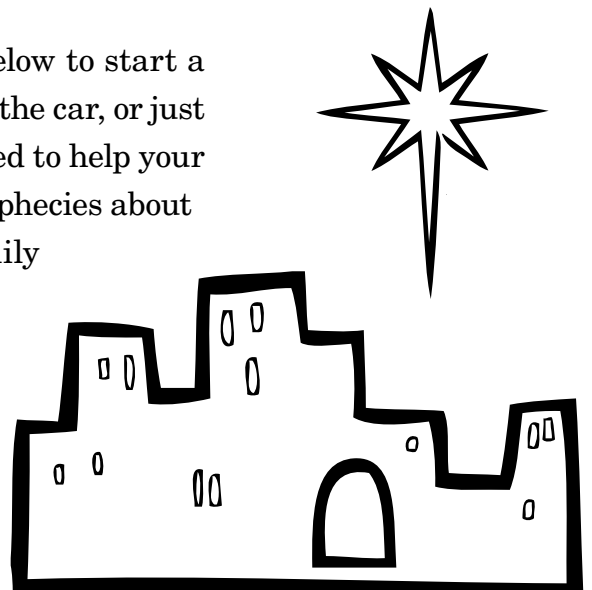 elow to start a
the car, or just
ed to help your
phecies about
ily